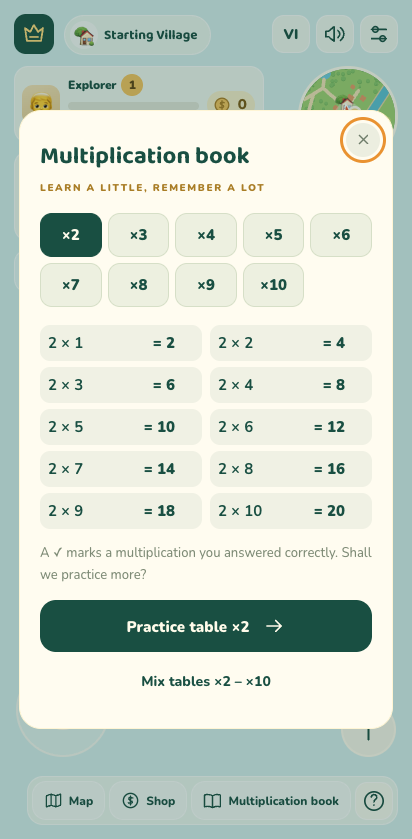 Starting Village
VI
Explorer 1
0
Multiplication book
LEARN A LITTLE, REMEMBER A LOT
×2 ×3 ×4 ×5 ×6
×7 ×8 ×9 ×10
2 × 1 = 2 2 × 2 = 4
2 × 3 = 6 2 × 4 = 8
2 × 5 = 10 2 × 6 = 12
2 × 7 = 14 2 × 8 = 16
2 × 9 = 18 2 × 10 = 20
A ✓ marks a multiplication you answered correctly. Shall
we practice more?
Practice table ×2 →
Mix tables ×2 – ×10
Map Shop Multiplication book ?